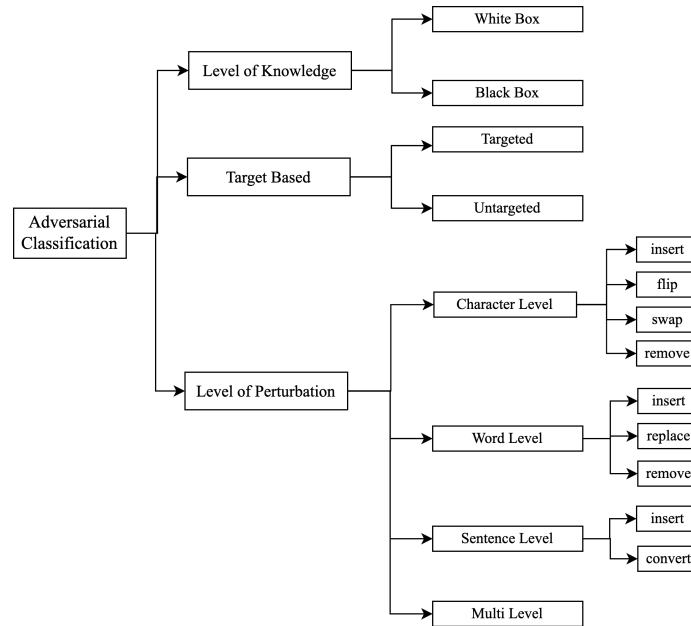 White Box
Level of Knowledge
Black Box
Targeted
Target Based
Untargeted
Adversarial
Classification
insert
flip
Character Level
swap
remove
Level of Perturbation
insert
Word Level
replace
remove
insert
Sentence Level
convert
Multi Level